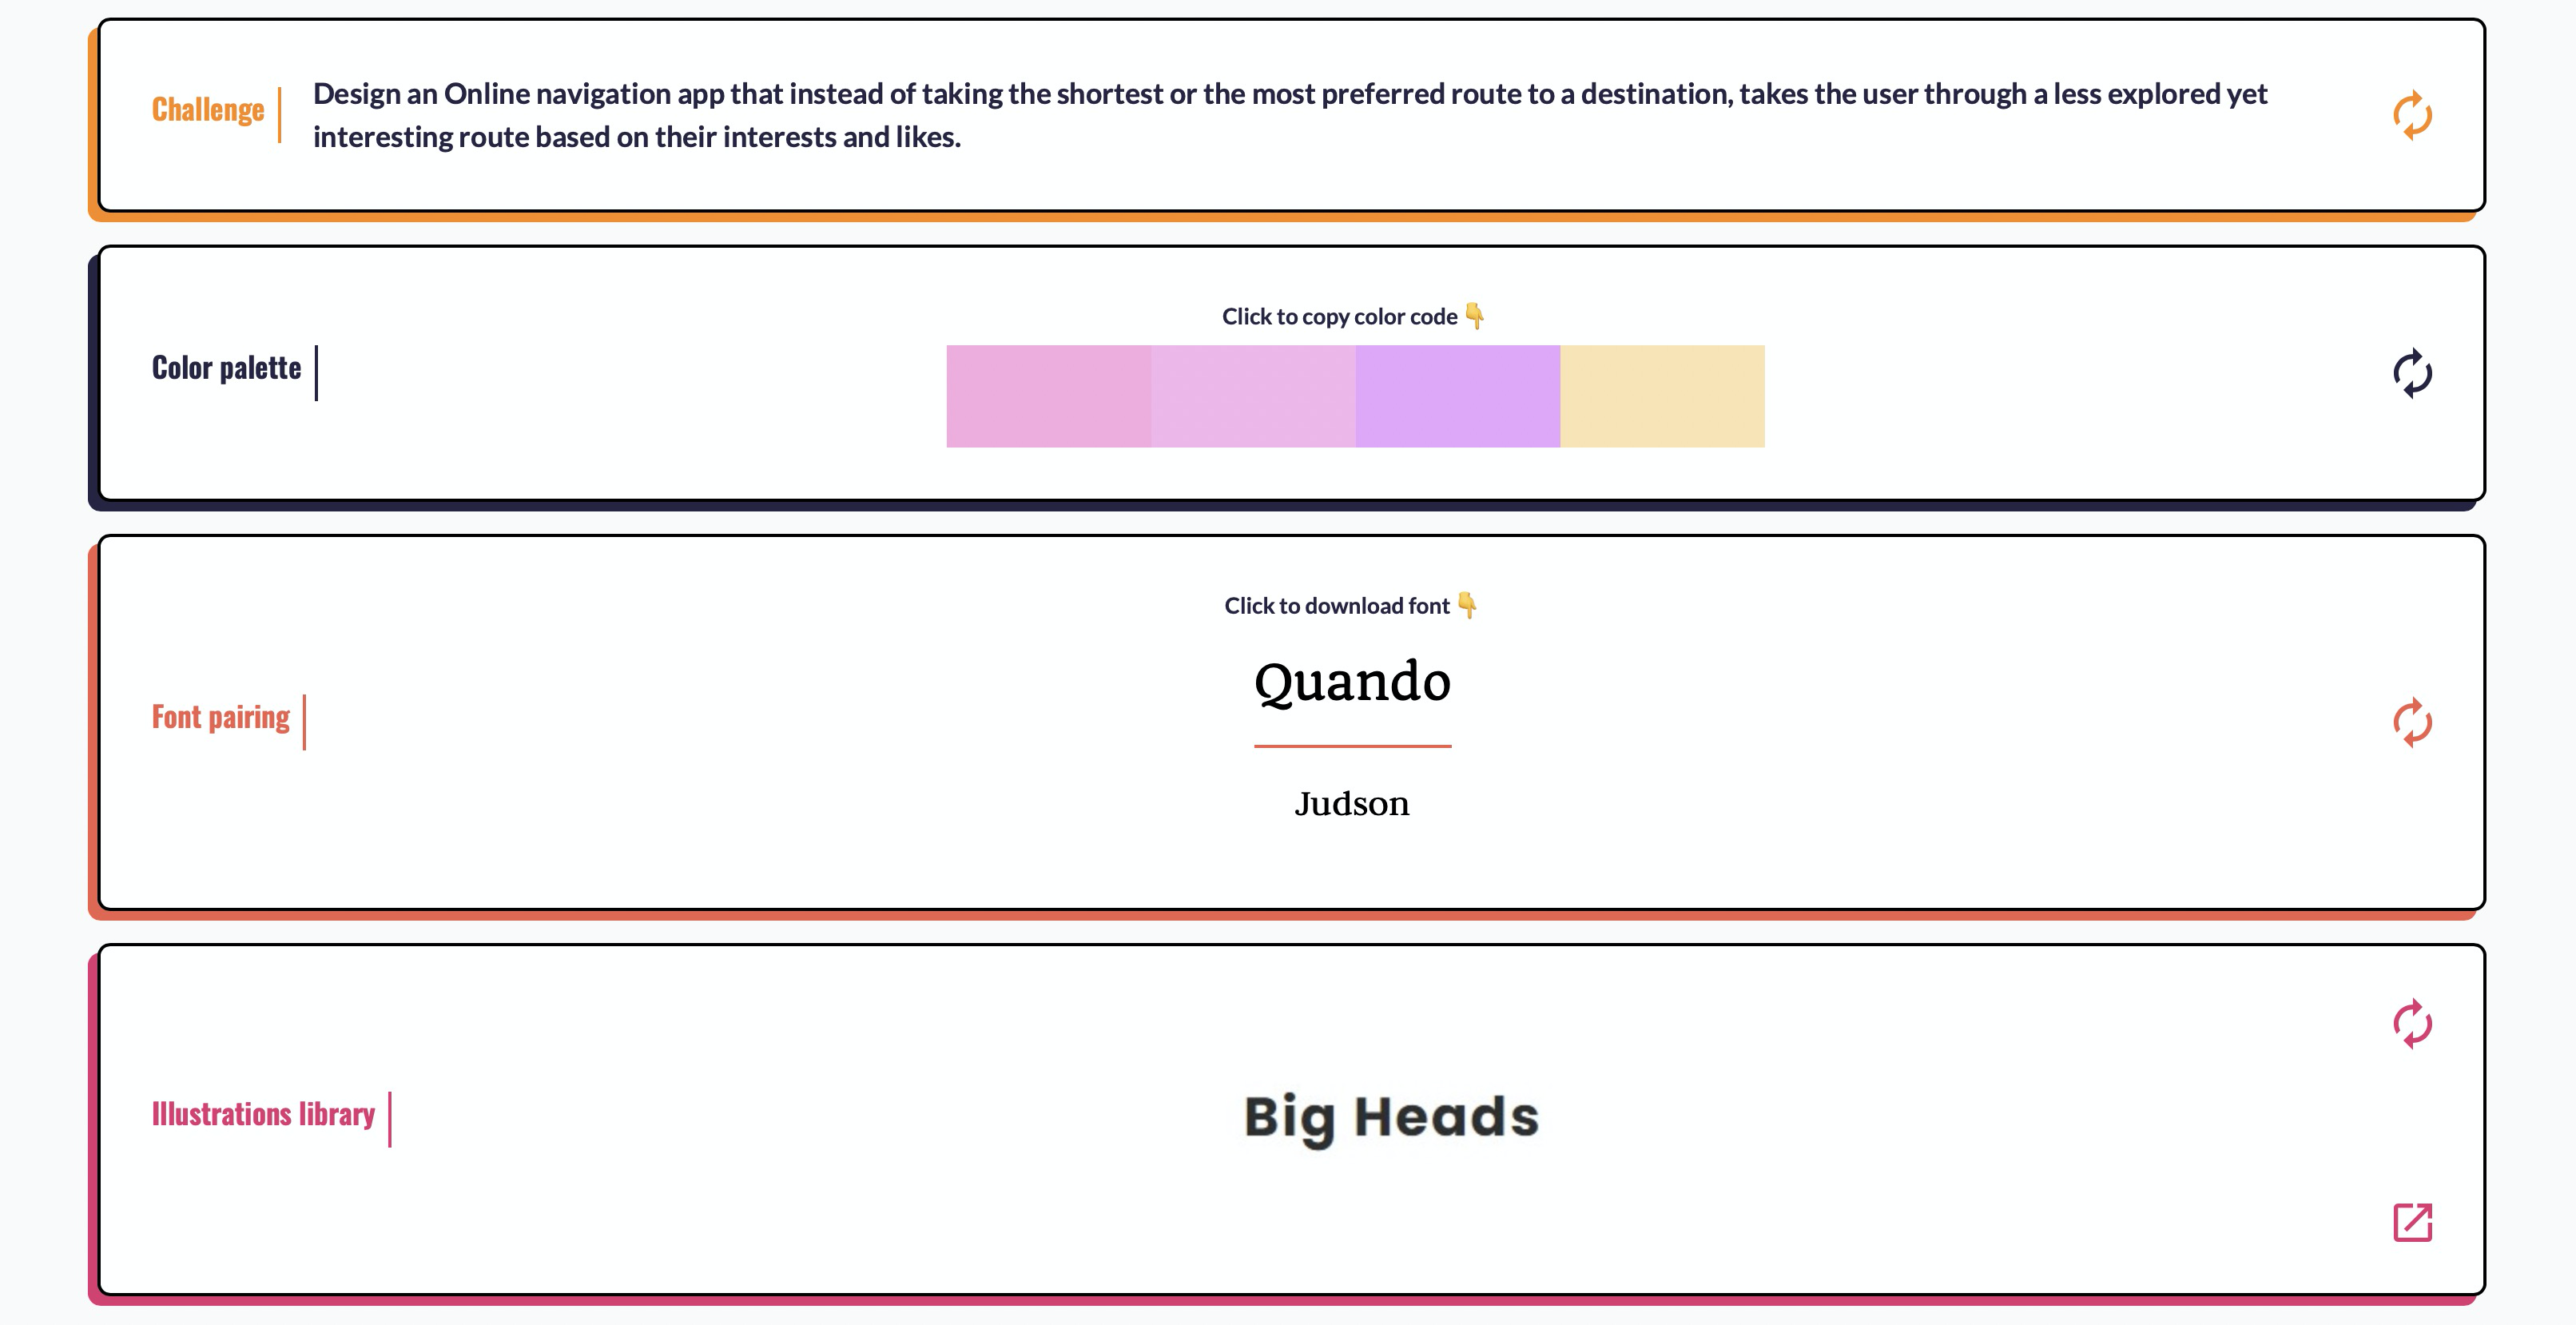 Challenge
Design an Online navigation app that instead of taking the shortest or the most preferred route to a destination, takes the user through a less explored yet
interesting route based on their interests and likes.
Click to copy color code 👇
Color palette
Click to download font 👇
Quando
Font pairing
Judson
Illustrations library
Big Heads